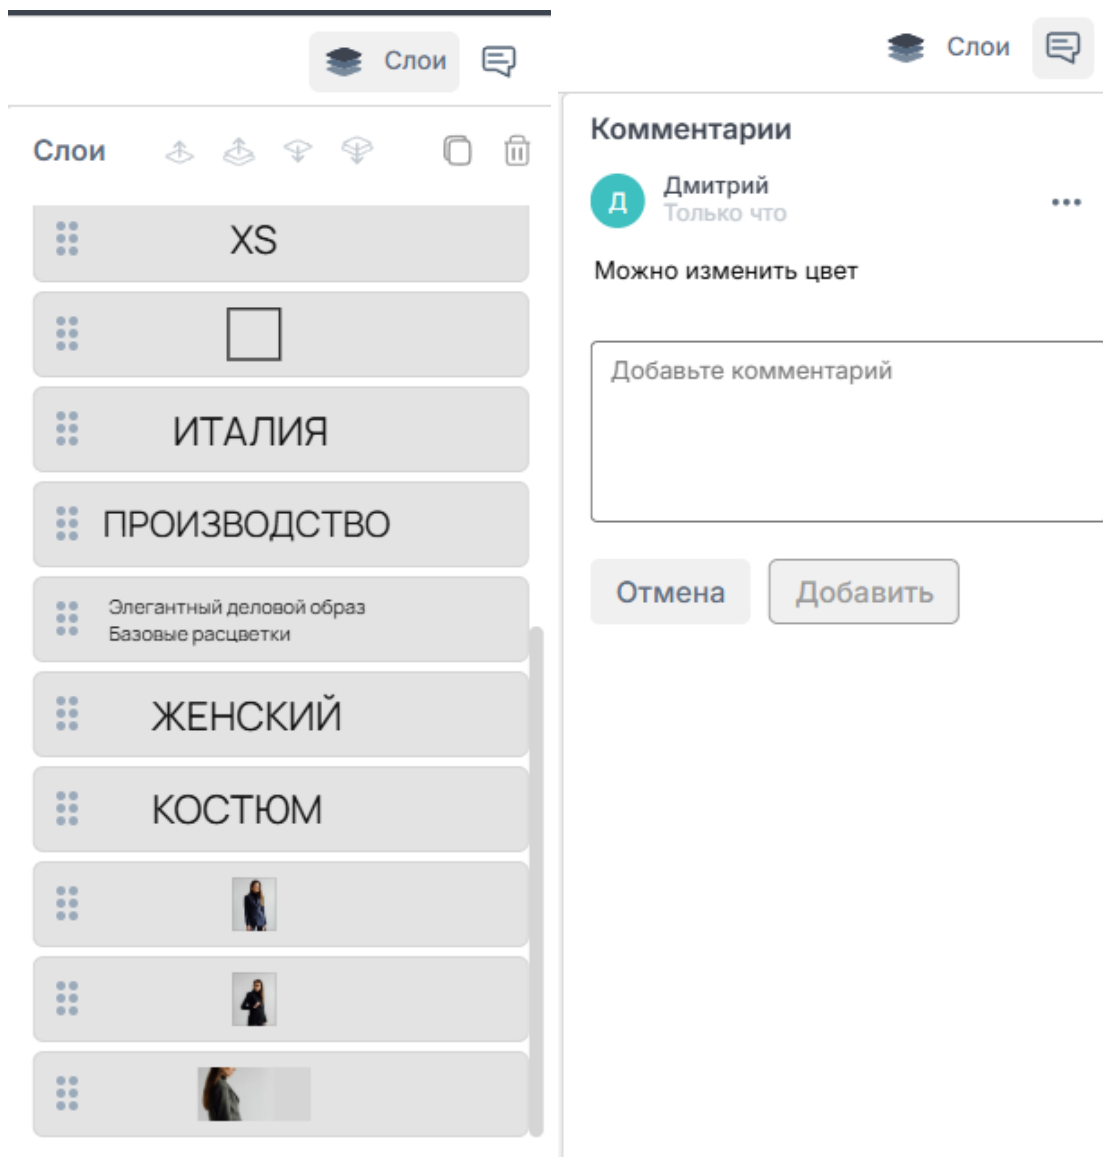 Слои
Слои
XS
ИТАЛИЯ
ПРОИЗВОДСТВО
Элегантный деловой образ
Базовые расцветки
ЖЕНСКИЙ
КОСТЮМ
Слои
Комментарии
Д
Дмитрий
Только что
Можно изменить цвет
Добавьте комментарий
Отмена
Добавить